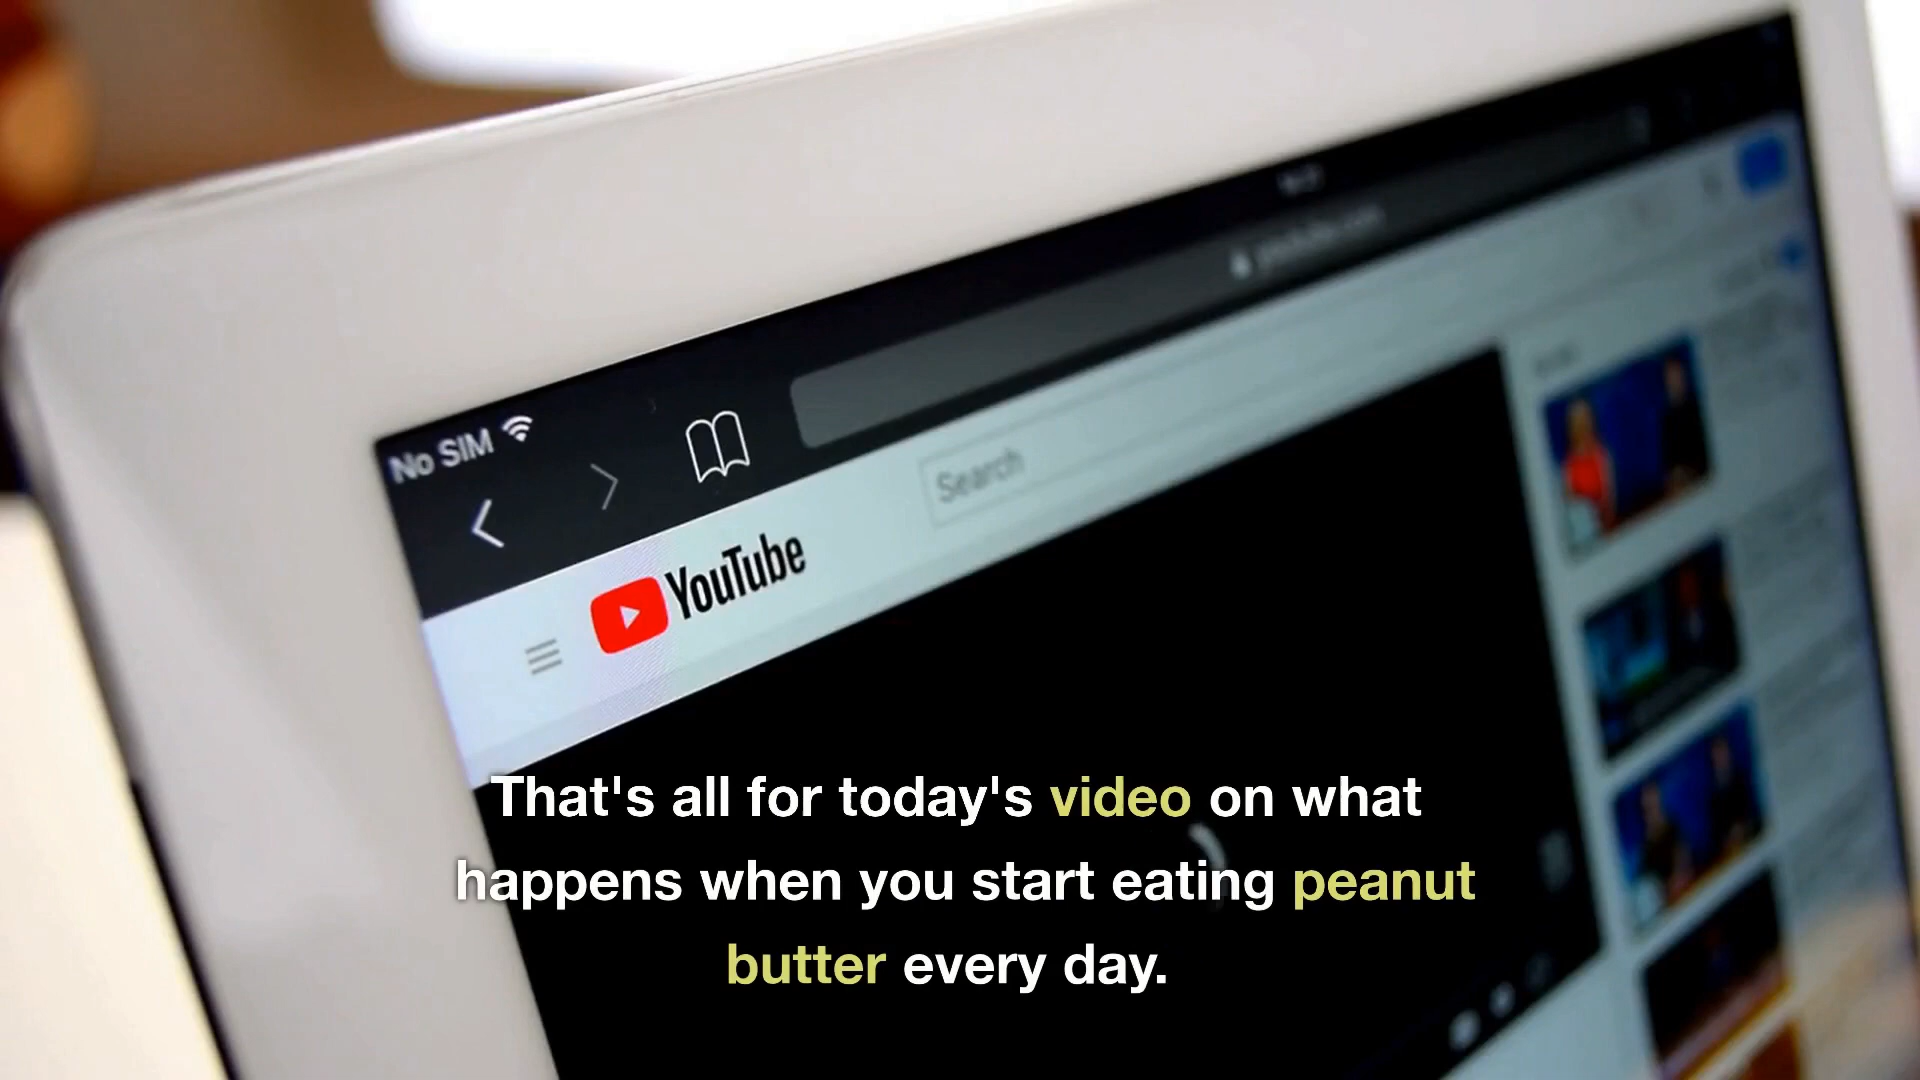 No SIM
Search
YouTube
That's all for today's video on what
happens when you start eating peanut
butter every day.